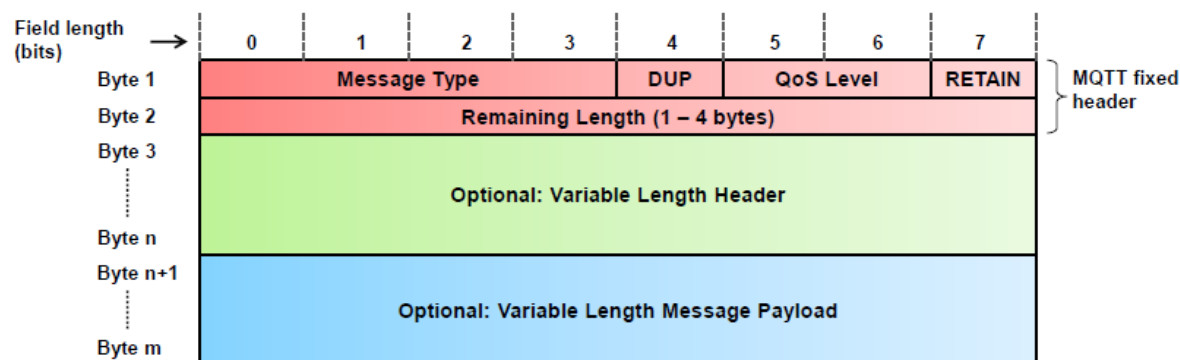 Field length
(bits)
0 1 2 3 4 5 6 7
Byte 1 Message Type DUP QoS Level RETAIN MQTT fixed
header
Byte 2 Remaining Length (1 – 4 bytes)
Byte 3
Optional: Variable Length Header
Byte n
Byte n+1
Optional: Variable Length Message Payload
Byte m